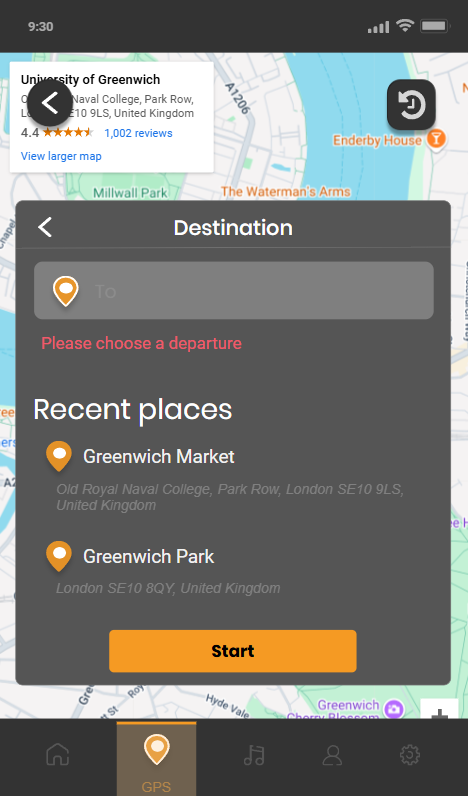 9:30
University of Greenwich
Naval College, Park Row,
E10 9LS, United Kingdom
4.4 1,002 reviews
View larger map
A1206
Enderby House
Millwall Park
The Waterman's Arms
Destination
To
Please choose a departure
Recent places
Greenwich Market
Old Royal Naval College, Park Row, London SE10 9LS,
United Kingdom
Greenwich Park
London SE10 8QY, United Kingdom
Start
Hyde Vale
Greenwich
Cherry Blossom
GPS